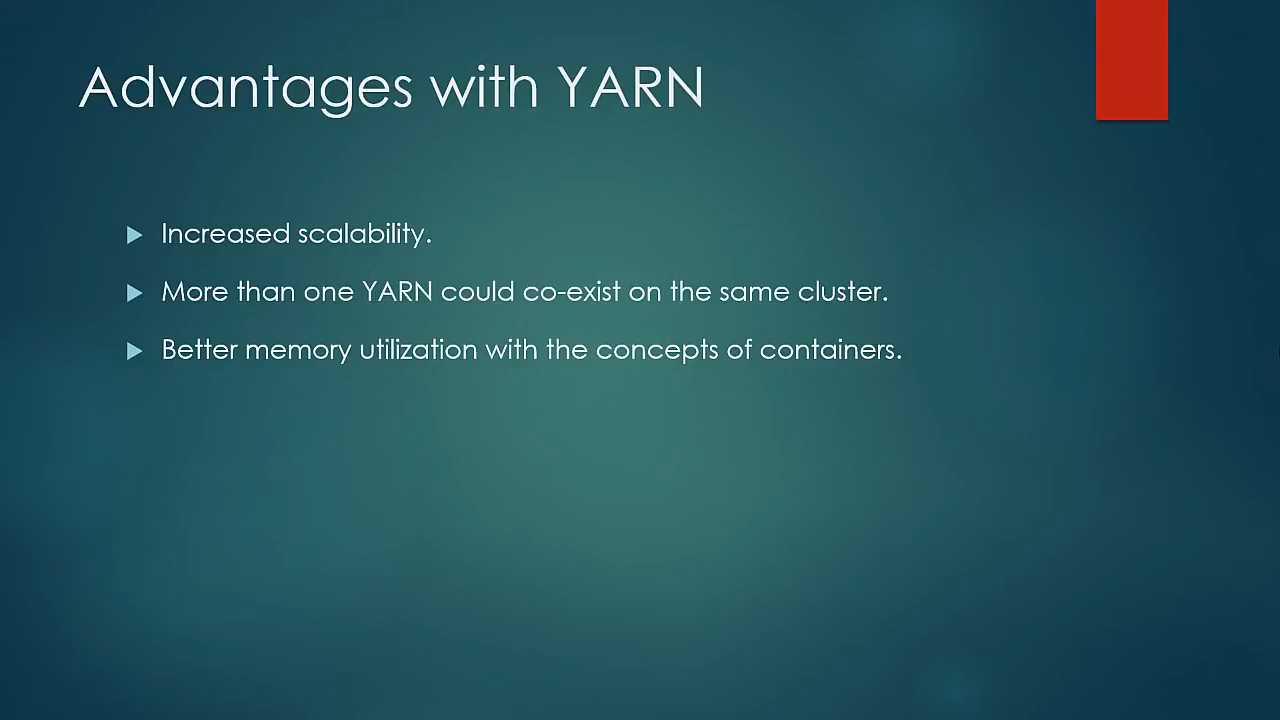 Advantages with YARN
Increased scalability.
More than one YARN could co-exist on the same cluster.
Better memory utilization with the concepts of containers.